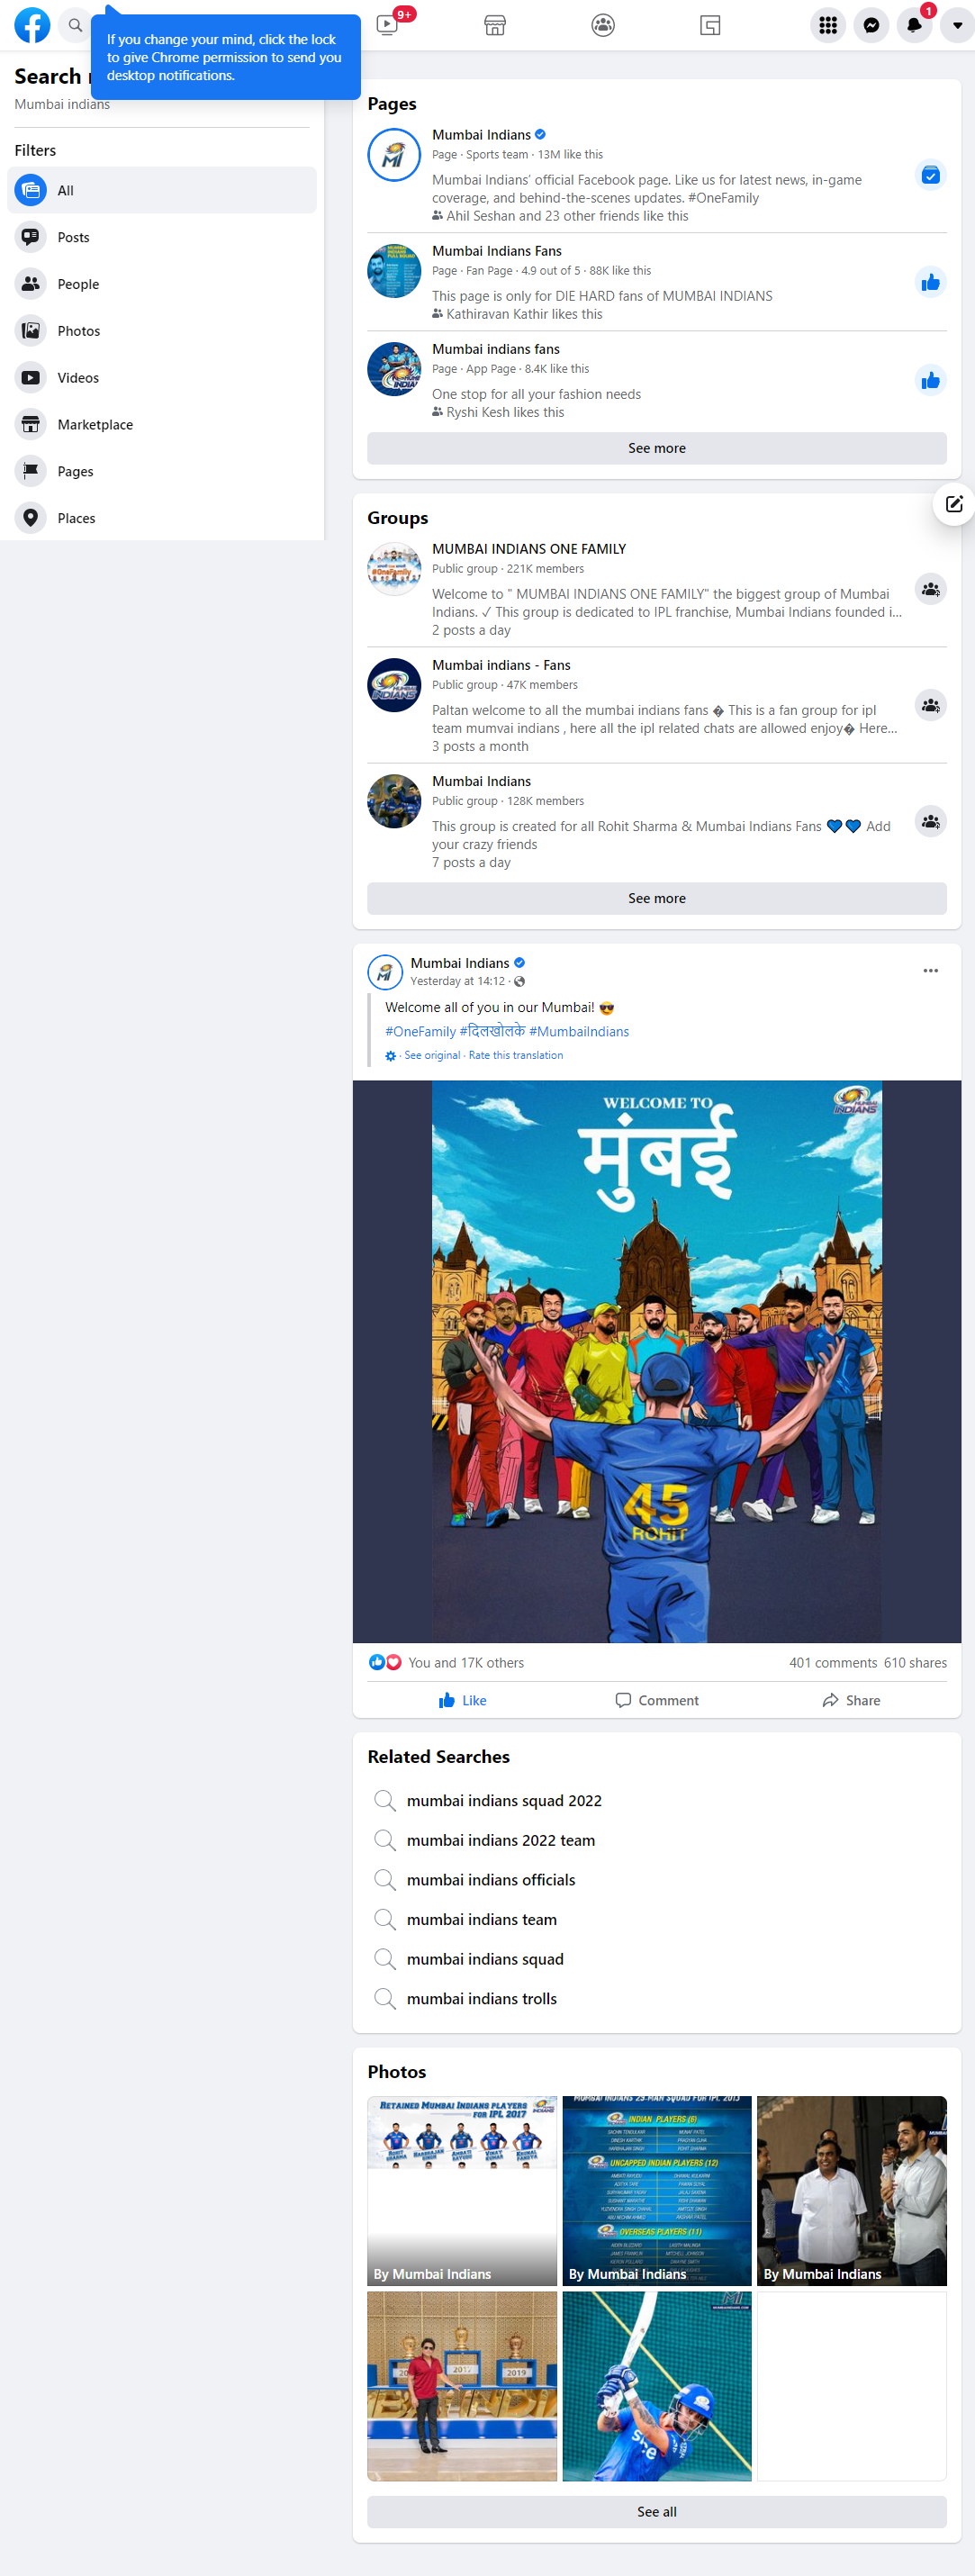 9+
1
If you change your mind, click the lock
to give Chrome permission to send you
desktop notifications.
Search
Mumbai indians
Filters
All
Posts
People
Photos
Videos
Marketplace
Pages
Places
Pages
Mumbai Indians
Page · Sports team · 13M like this
Mumbai Indians' official Facebook page. Like us for latest news, in-game
coverage, and behind-the-scenes updates. #OneFamily
Ahil Seshan and 23 other friends like this
Mumbai Indians Fans
Page · Fan Page · 4.9 out of 5 · 88K like this
This page is only for DIE HARD fans of MUMBAI INDIANS
Kathiravan Kathir likes this
Mumbai indians fans
Page · App Page · 8.4K like this
One stop for all your fashion needs
Ryshi Kesh likes this
See more
Groups
MUMBAI INDIANS ONE FAMILY
Public group · 221K members
Welcome to " MUMBAI INDIANS ONE FAMILY" the biggest group of Mumbai
Indians. ✓ This group is dedicated to IPL franchise, Mumbai Indians founded i...
2 posts a day
Mumbai indians - Fans
Public group · 47K members
Paltan welcome to all the mumbai indians fans � This is a fan group for ipl
team mumvai indians , here all the ipl related chats are allowed enjoy� Here...
3 posts a month
Mumbai Indians
Public group · 128K members
This group is created for all Rohit Sharma & Mumbai Indians Fans 💙💙 Add
your crazy friends
7 posts a day
See more
Mumbai Indians
Yesterday at 14:12 ·
Welcome all of you in our Mumbai! 😎
#OneFamily #दिलखोलके #MumbaiIndians
· See original · Rate this translation
WELCOME TO
मुंबई
MUMBAI
INDIANS
45
ROHIT
You and 17K others
401 comments 610 shares
Like
Comment
Share
Related Searches
mumbai indians squad 2022
mumbai indians 2022 team
mumbai indians officials
mumbai indians team
mumbai indians squad
mumbai indians trolls
Photos
RETAINED MUMBAI INDIANS PLAYERS
FOR IPL 2017
By Mumbai Indians
MUMBAI INDIANS 29 MAN SQUAD FOR IPL 2013
INDIAN PLAYERS (6)
UNCAPPED INDIAN PLAYERS (12)
OVERSEAS PLAYERS (11)
By Mumbai Indians
By Mumbai Indians
2017
2019
See all